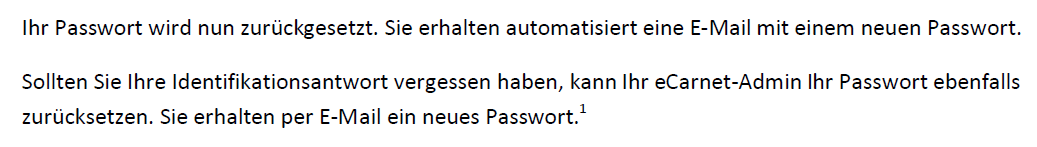 Ihr Passwort wird nun zurückgesetzt. Sie erhalten automatisiert eine E-Mail mit einem neuen Passwort.
Sollten Sie Ihre Identifikationsantwort vergessen haben, kann Ihr eCarnet-Admin Ihr Passwort ebenfalls
zurücksetzen. Sie erhalten per E-Mail ein neues Passwort.¹